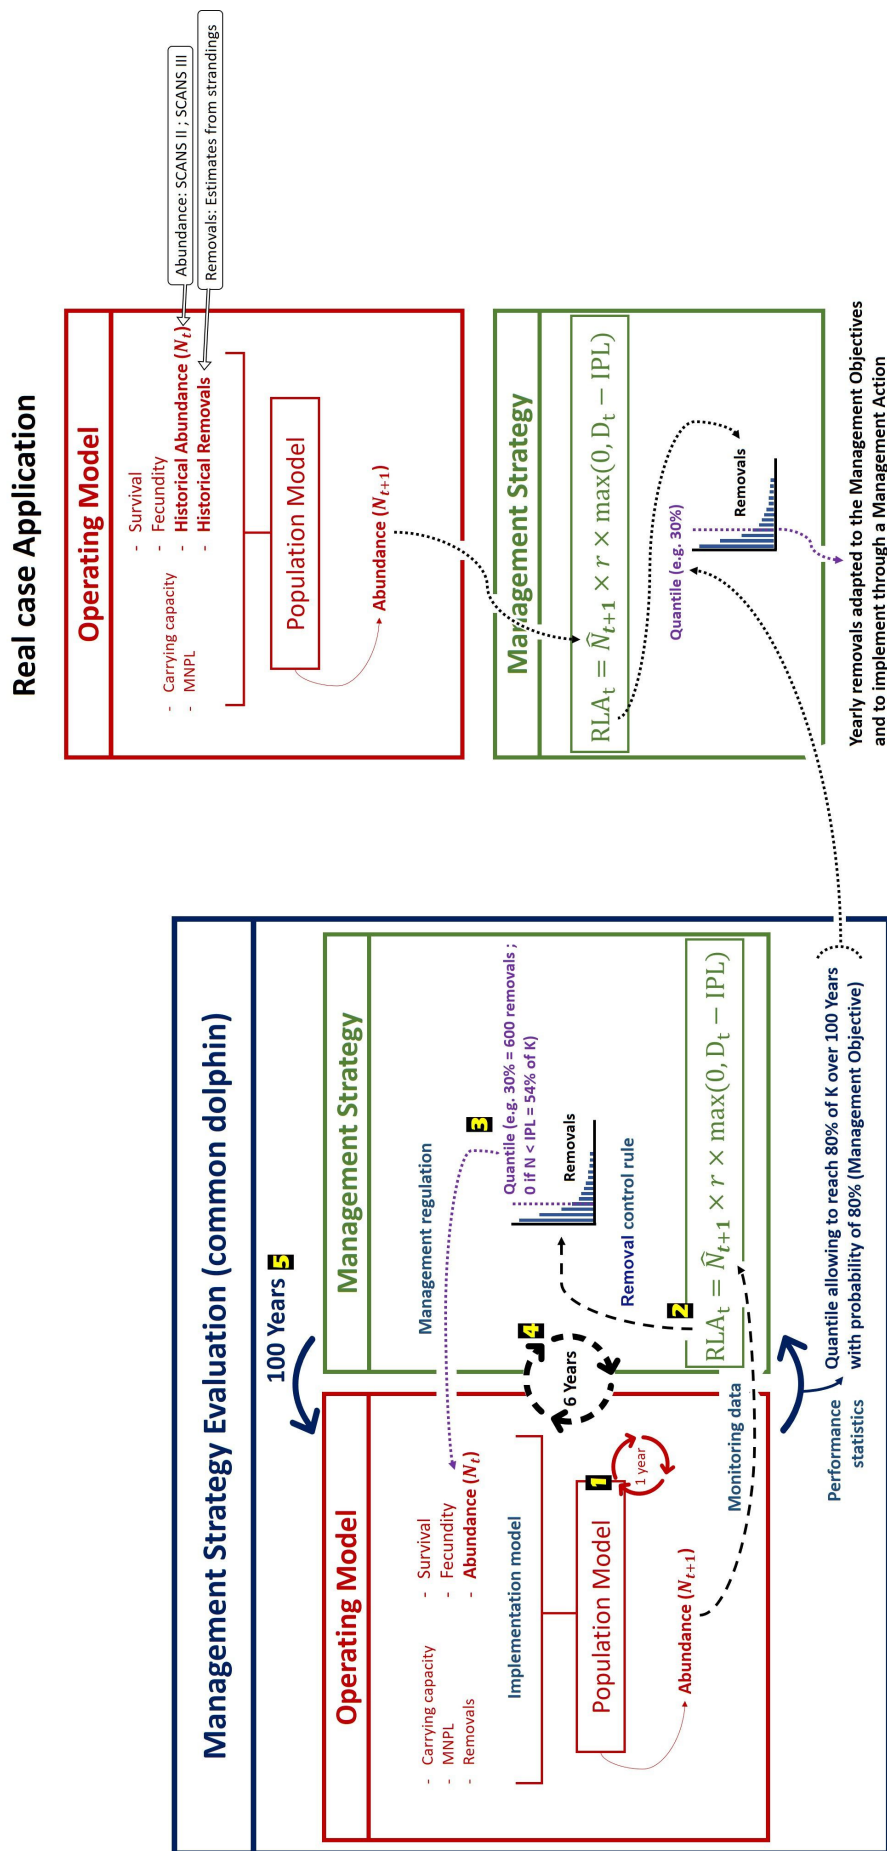 Management Strategy Evaluation (common dolphin)
100 Years 5
Operating Model
- Carrying capacity
- MNPL
- Removals
- Survival
- Fecundity
- Abundance (Nt)
Implementation model
Population Model
1
1 year
Abundance (Nt+1)
4
6 Years
Monitoring data
Management Strategy
Management regulation
3
Quantile (e.g. 30% = 600 removals ;
0 if N < IPL = 54% of K)
Removals
Removal control rule
2
RLAt = N̂t+1 × r × max(0, Dt − IPL)
Performance
statistics
Quantile allowing to reach 80% of K over 100 Years
with probability of 80% (Management Objective)
Real case Application
Operating Model
- Carrying capacity
- MNPL
- Survival
- Fecundity
- Historical Abundance (Nt)
- Historical Removals
Abundance: SCANS II ; SCANS III
Removals: Estimates from strandings
Population Model
Abundance (Nt+1)
Management Strategy
RLAt = N̂t+1 × r × max(0, Dt − IPL)
Quantile (e.g. 30%)
Removals
Yearly removals adapted to the Management Objectives
and to implement through a Management Action